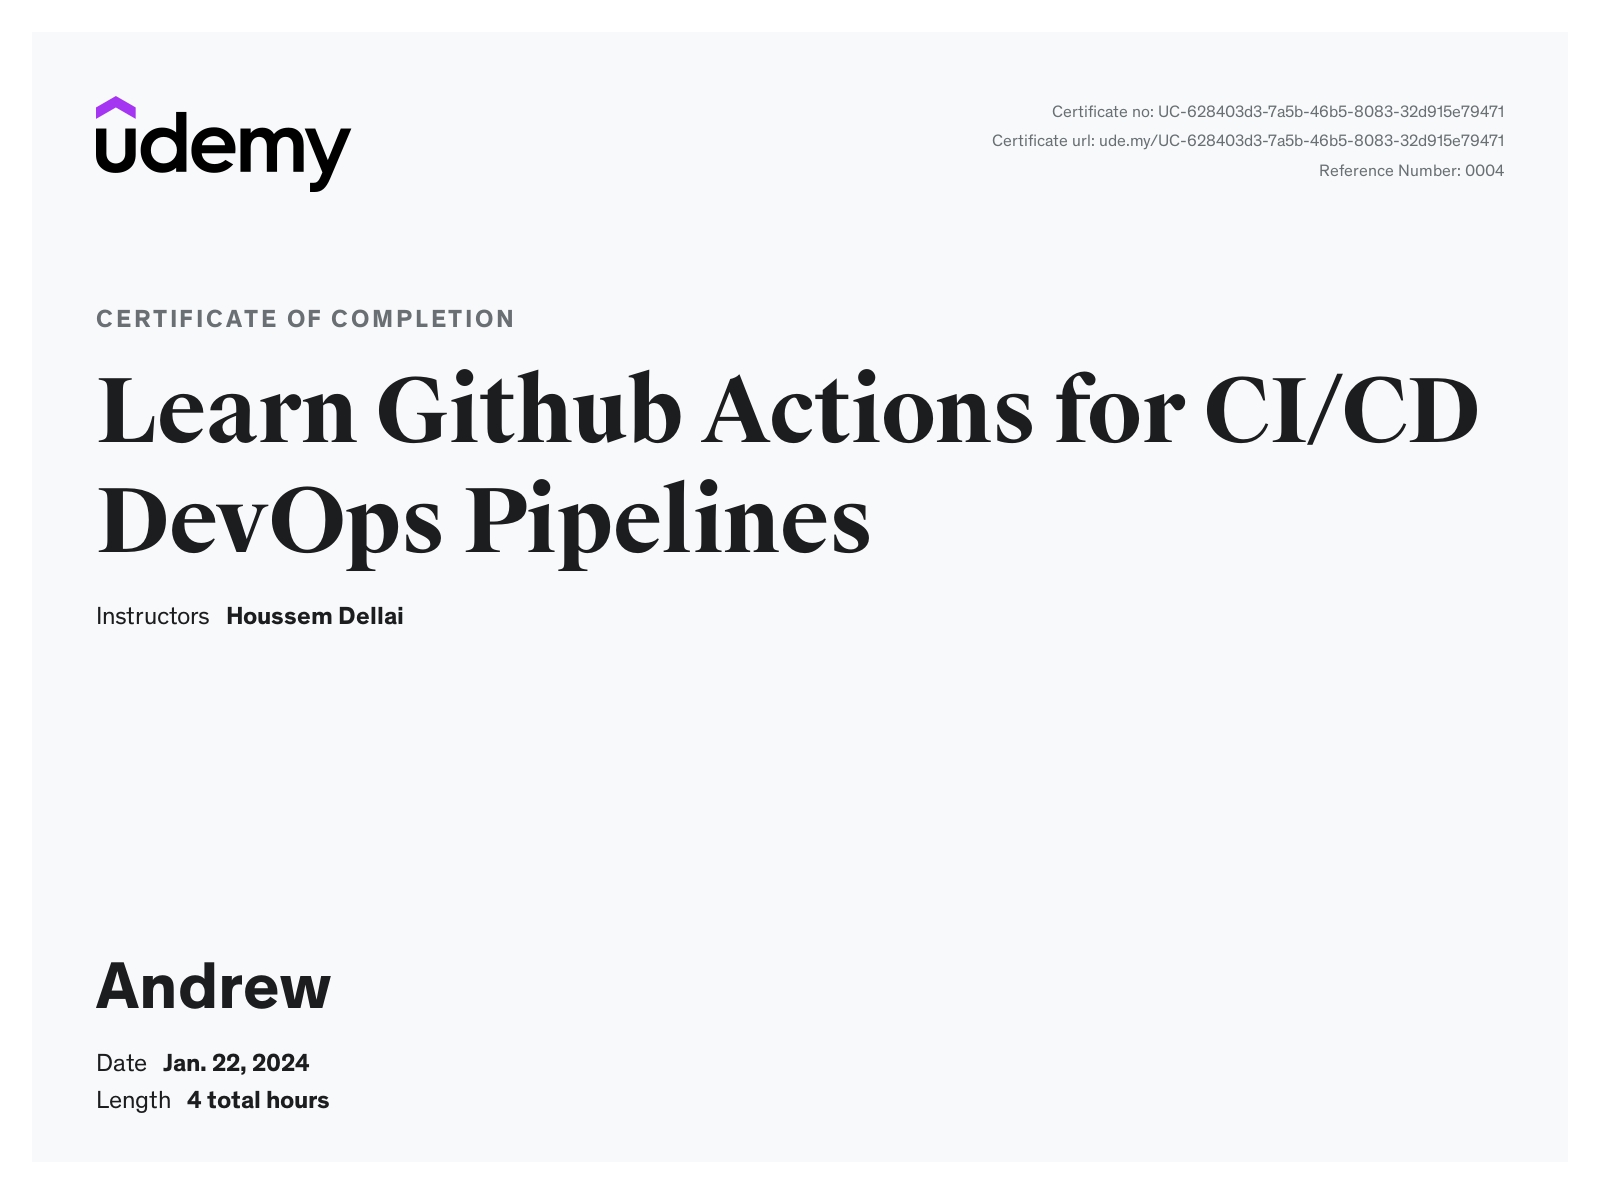 udemy
Certificate no: UC-628403d3-7a5b-46b5-8083-32d915e79471
Certificate url: ude.my/UC-628403d3-7a5b-46b5-8083-32d915e79471
Reference Number: 0004
CERTIFICATE OF COMPLETION
Learn Github Actions for CI/CD
DevOps Pipelines
Instructors Houssem Dellai
Andrew
Date Jan. 22, 2024
Length 4 total hours